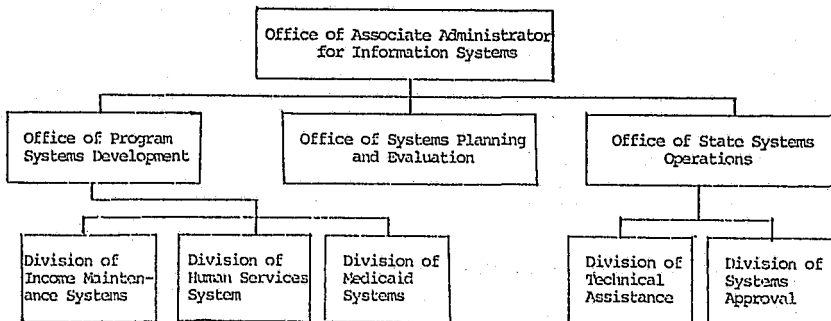 Office of Associate Administrator
for Information Systems
Office of Program
Systems Development
Office of Systems Planning
and Evaluation
Office of State Systems
Operations
Division of
Income Mainten-
ance Systems
Division of
Human Services
System
Division of
Medicaid
Systems
Division of
Technical
Assistance
Division of
Systems
Approval